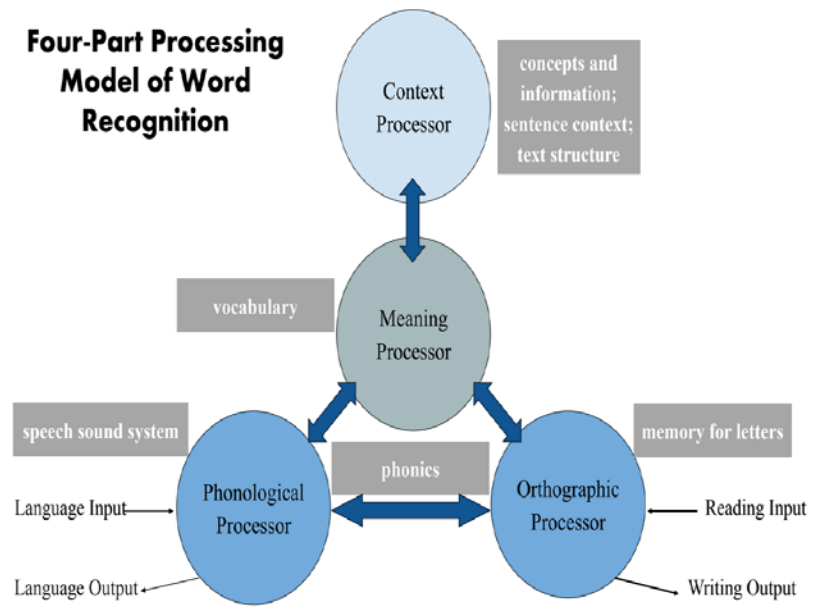 Four-Part Processing
Model of Word
Recognition
Context
Processor
concepts and
information;
sentence context;
text structure
vocabulary
Meaning
Processor
speech sound system
phonics
memory for letters
Phonological
Processor
Orthographic
Processor
Language Input
Reading Input
Language Output
Writing Output